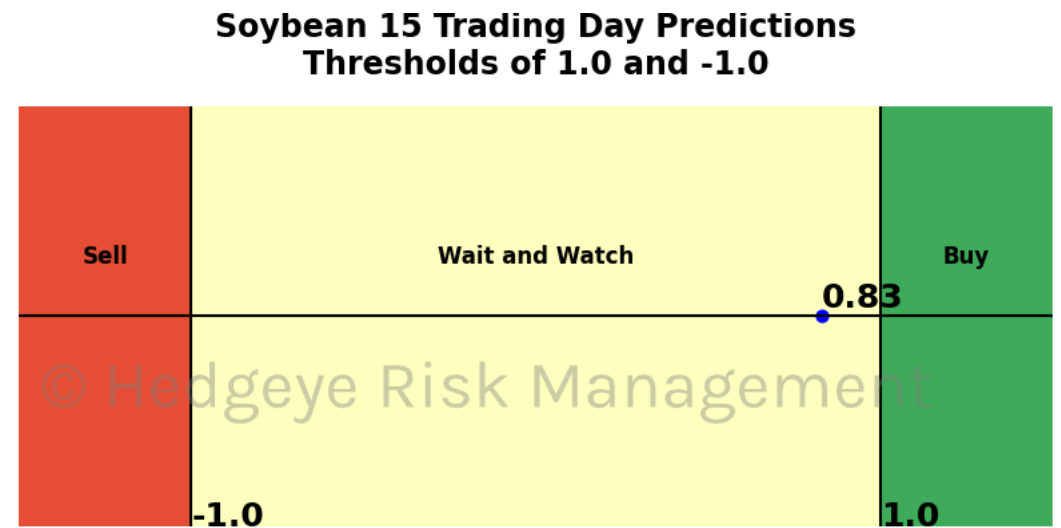 Soybean 15 Trading Day Predictions
Thresholds of 1.0 and -1.0
Sell
Wait and Watch
Buy
0.83
© Hedgeye Risk Management
-1.0
1.0